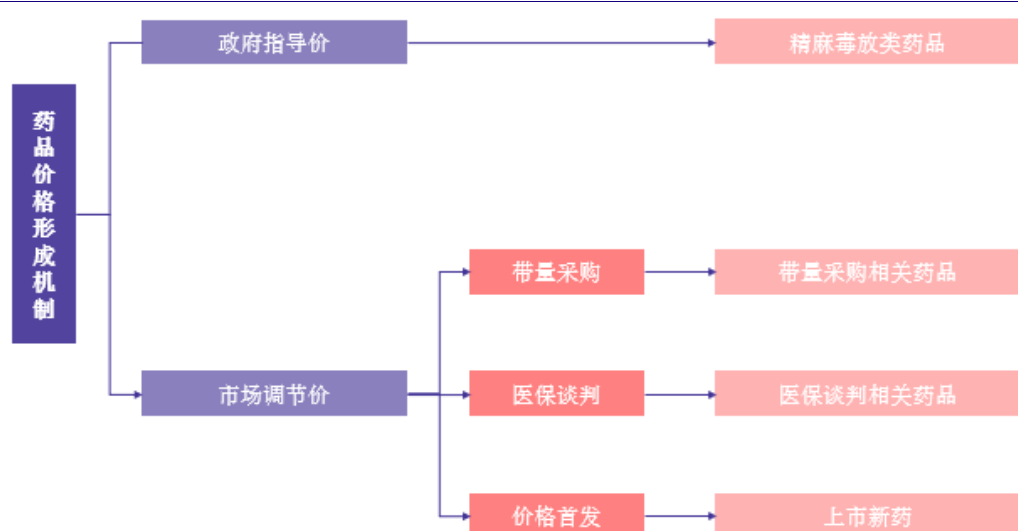 药品价格形成机制
政府指导价
精麻毒放类药品
带量采购
带量采购相关药品
市场调节价
医保谈判
医保谈判相关药品
价格首发
上市新药